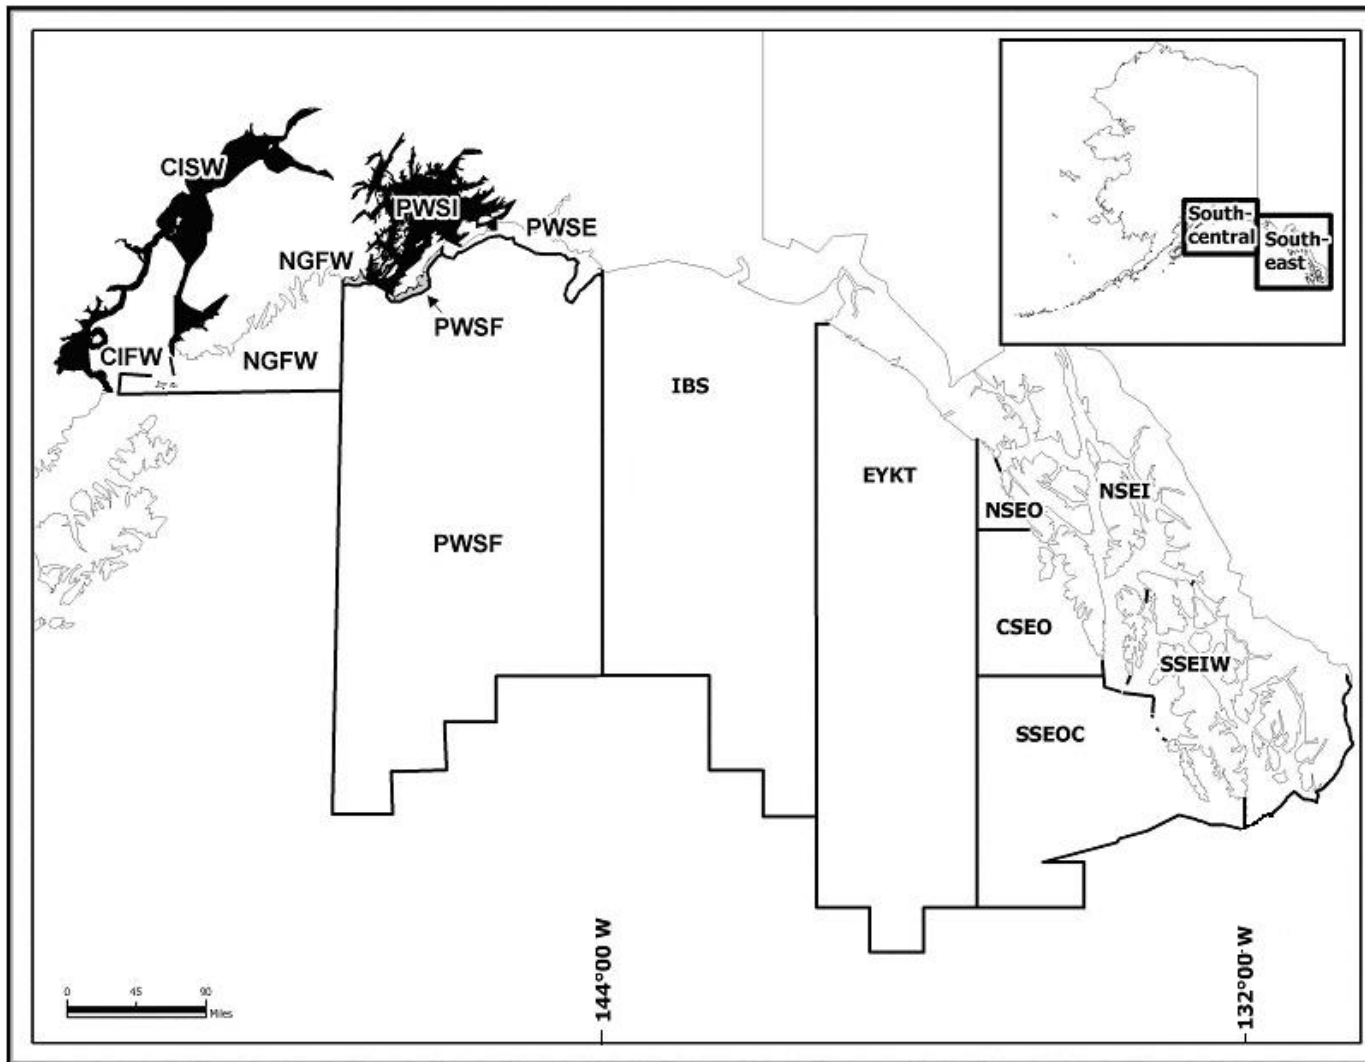 South-
central
South-
east
CISW
PWSI
PWSE
NGFW
PWSF
CIFW
NGFW
IBS
EYKT
NSEO
NSEI
PWSF
CSEO
SSEIW
SSEOC
0 45 90
Miles
144°00 W
132°00 W